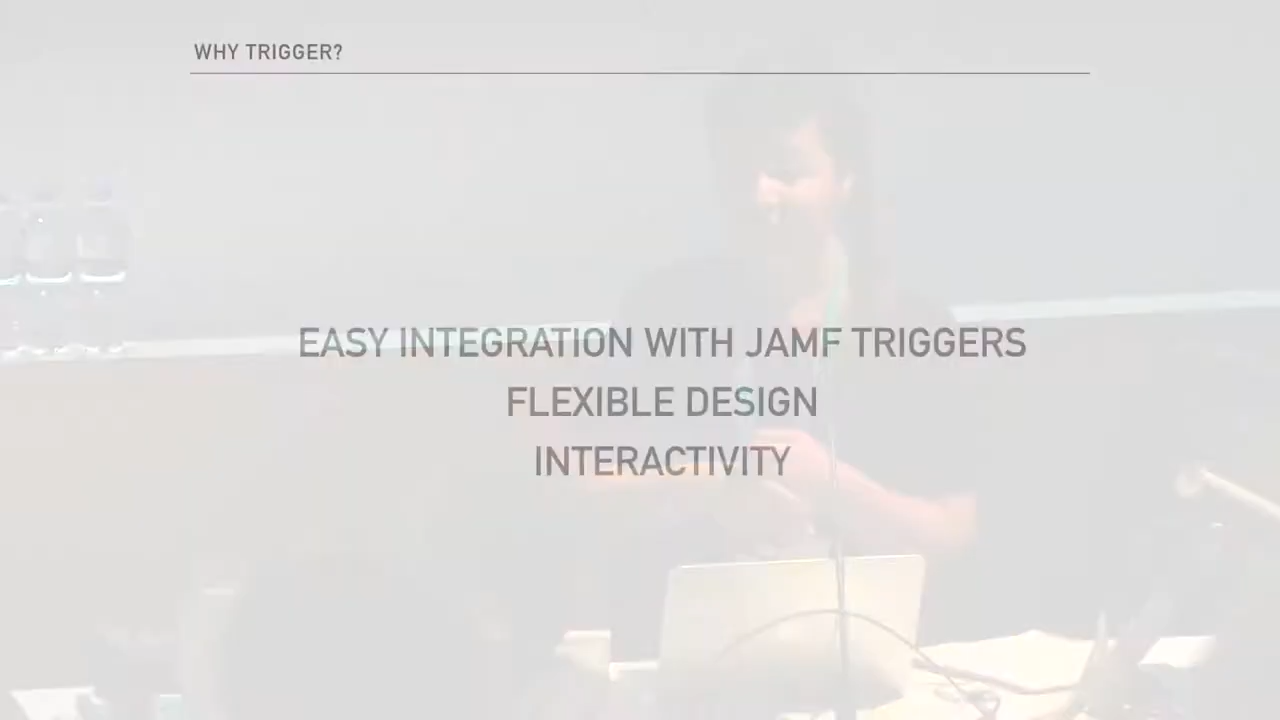 WHY TRIGGER?
EASY INTEGRATION WITH JAMF TRIGGERS
FLEXIBLE DESIGN
INTERACTIVITY